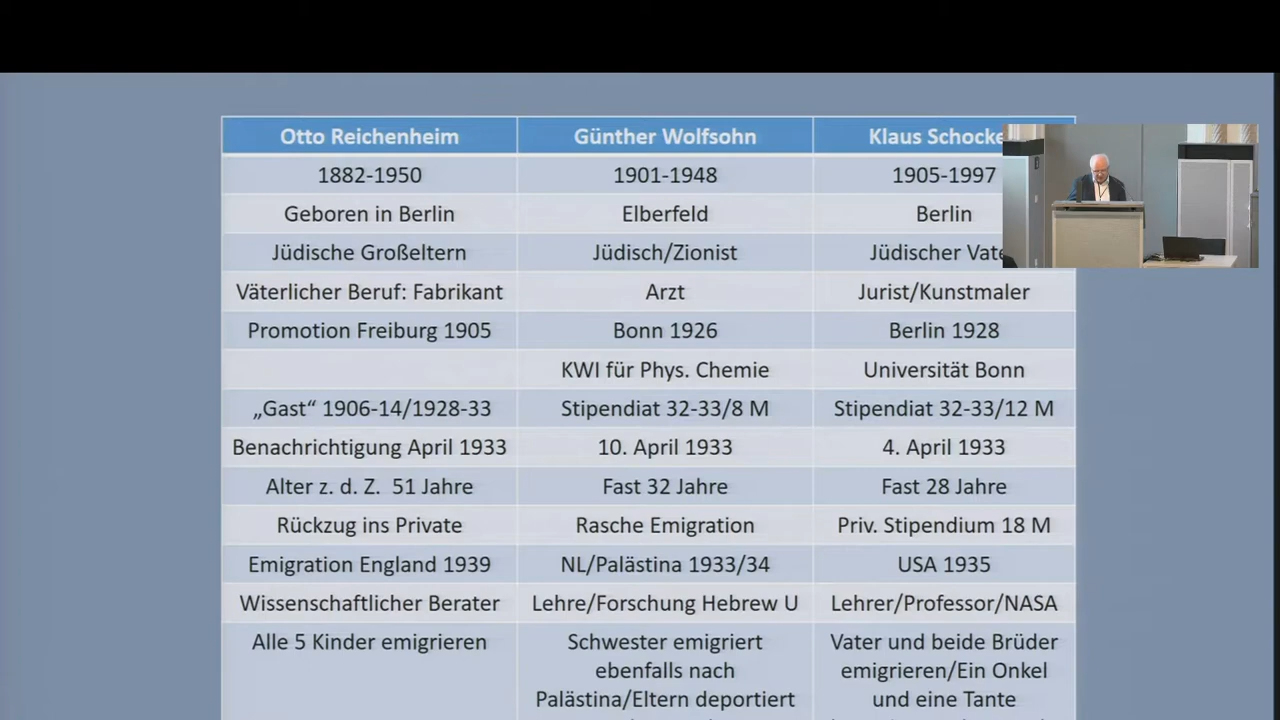 Otto Reichenheim Günther Wolfsohn Klaus
1882-1950 1901-1948 1905-1997
Geboren in Berlin Elberfeld Berlin
Jüdische Großeltern Jüdisch/Zionist Jüdischer
Väterlicher Beruf: Fabrikant Arzt Jurist/Kunstmaler
Promotion Freiburg 1905 Bonn 1926 Berlin 1928
KWI für Phys. Chemie Universität Bonn
„Gast“ 1906-14/1928-33 Stipendiat 32-33/8 M Stipendiat 32-33/12 M
Benachrichtigung April 1933 10. April 1933 4. April 1933
Alter z. d. Z. 51 Jahre Fast 32 Jahre Fast 28 Jahre
Rückzug ins Private Rasche Emigration Priv. Stipendium 18 M
Emigration England 1939 NL/Palästina 1933/34 USA 1935
Wissenschaftlicher Berater Lehre/Forschung Hebrew U Lehrer/Professor/NASA
Alle 5 Kinder emigrieren Schwester emigriert Vater und beide Brüder
ebenfalls nach emigrieren/Ein Onkel
Palästina/Eltern deportiert und eine Tante